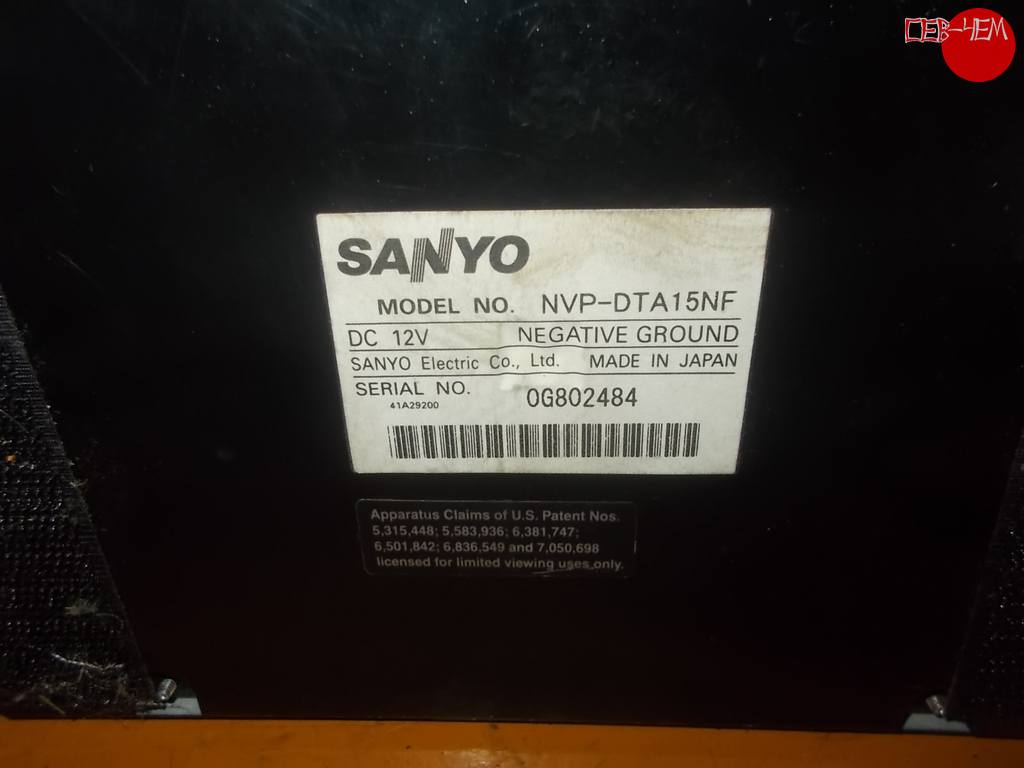 SANYO
MODEL NO. NVP-DTA15NF
DC 12V NEGATIVE GROUND
SANYO Electric Co., Ltd. MADE IN JAPAN
SERIAL NO. 0G802484
41A29200
Apparatus Claims of U.S. Patent Nos.
5,315,448; 5,583,936; 6,381,747;
6,501,842; 6,836,549 and 7,050,698
licensed for limited viewing uses only.